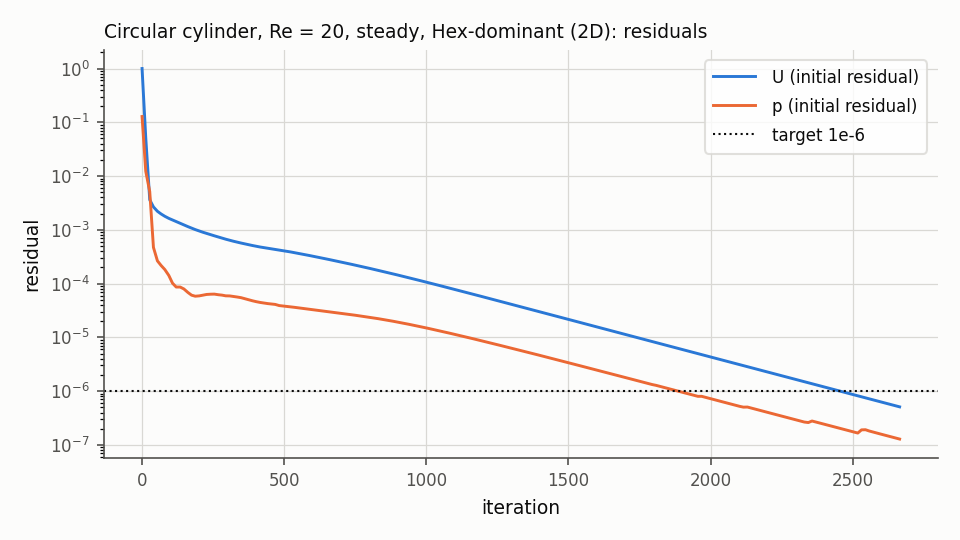 Circular cylinder, Re = 20, steady, Hex-dominant (2D): residuals
U (initial residual)
p (initial residual)
target 1e-6
residual
10⁰
10⁻¹
10⁻²
10⁻³
10⁻⁴
10⁻⁵
10⁻⁶
10⁻⁷
0
500
1000
1500
2000
2500
iteration